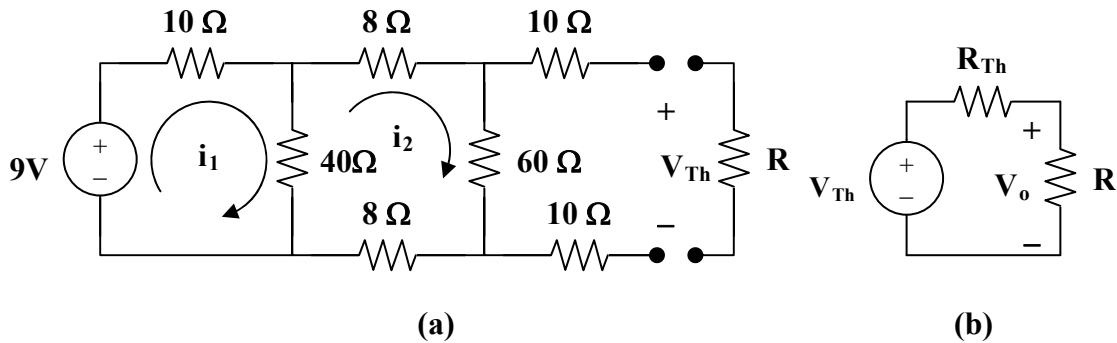 10 Ω 8 Ω 10 Ω
R_Th
+ +
9V + − i₁ 40Ω i₂ 60 Ω V_Th R V_Th + − V_o R
8 Ω 10 Ω − −
(a) (b)